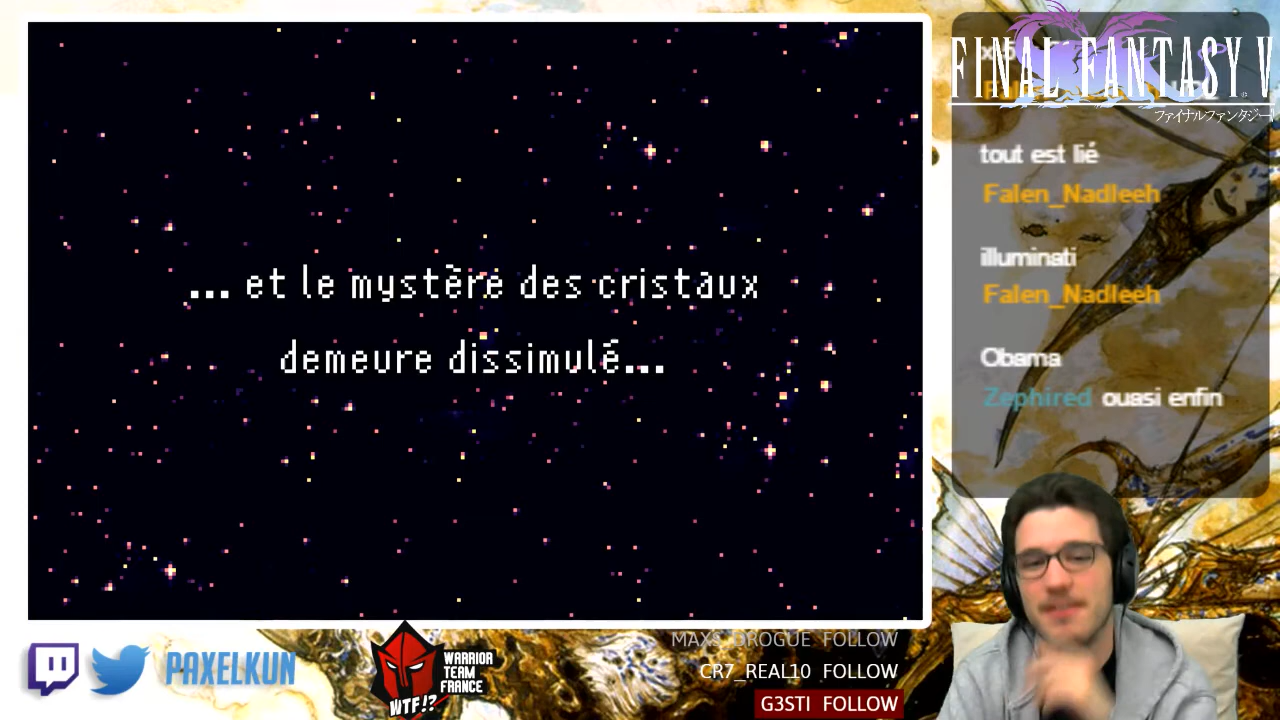 ... et le mystère des cristaux
demeure dissimulé...
FINAL FANTASY V
ファイナルファンタジー
tout est lié
Falen_Nadleeh
illuminati
Falen_Nadleeh
Obama
Zephired ouasi enfin
PAXELKUN
WARRIOR
TEAM
FRANCE
WTF!?
FOLLOW
CR7_REAL10 FOLLOW
G3STI FOLLOW